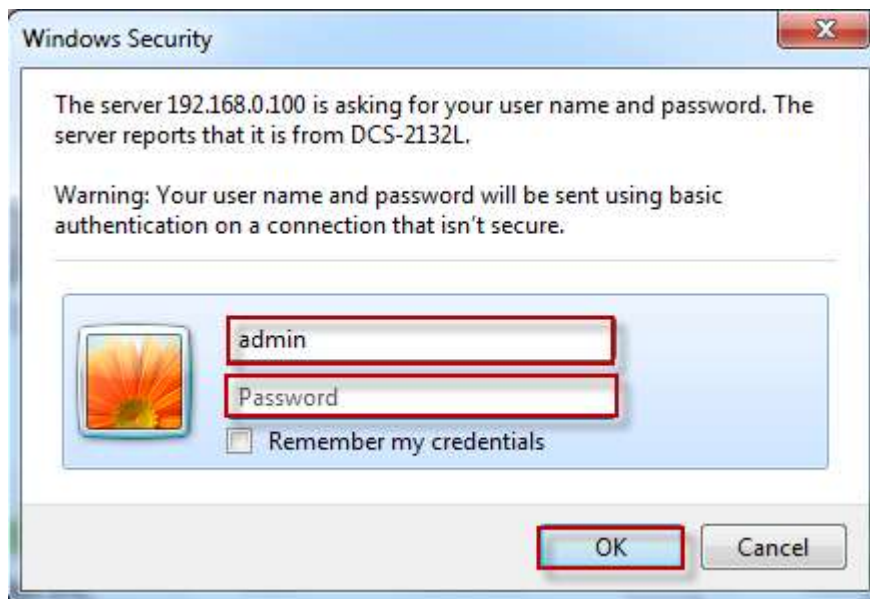 Windows Security
The server 192.168.0.100 is asking for your user name and password. The
server reports that it is from DCS-2132L.
Warning: Your user name and password will be sent using basic
authentication on a connection that isn't secure.
admin
Password
Remember my credentials
OK
Cancel